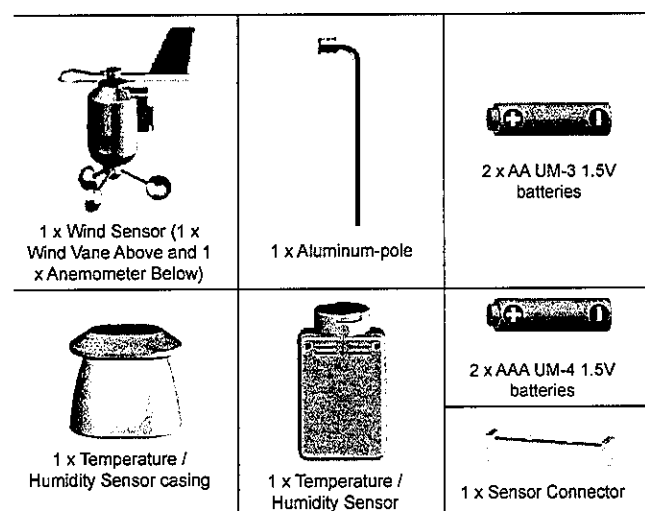 1 x Wind Sensor (1 x
Wind Vane Above and 1
x Anemometer Below)
1 x Aluminum-pole
2 x AA UM-3 1.5V
batteries
1 x Temperature /
Humidity Sensor casing
1 x Temperature /
Humidity Sensor
2 x AAA UM-4 1.5V
batteries
1 x Sensor Connector